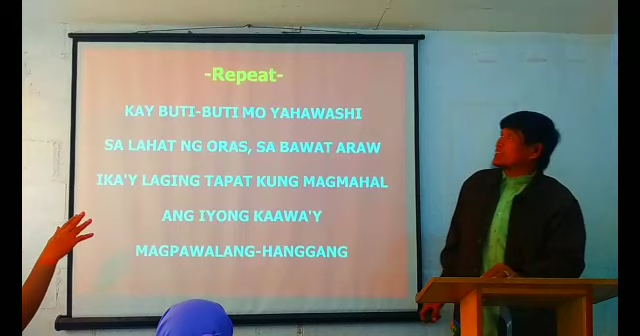 -Repeat-
KAY BUTI-BUTI MO YAHAWASHI
SA LAHAT NG ORAS, SA BAWAT ARAW
IKA'Y LAGING TAPAT KUNG MAGMAHAL
ANG IYONG KAAWA'Y
MAGPAWALANG-HANGGANG